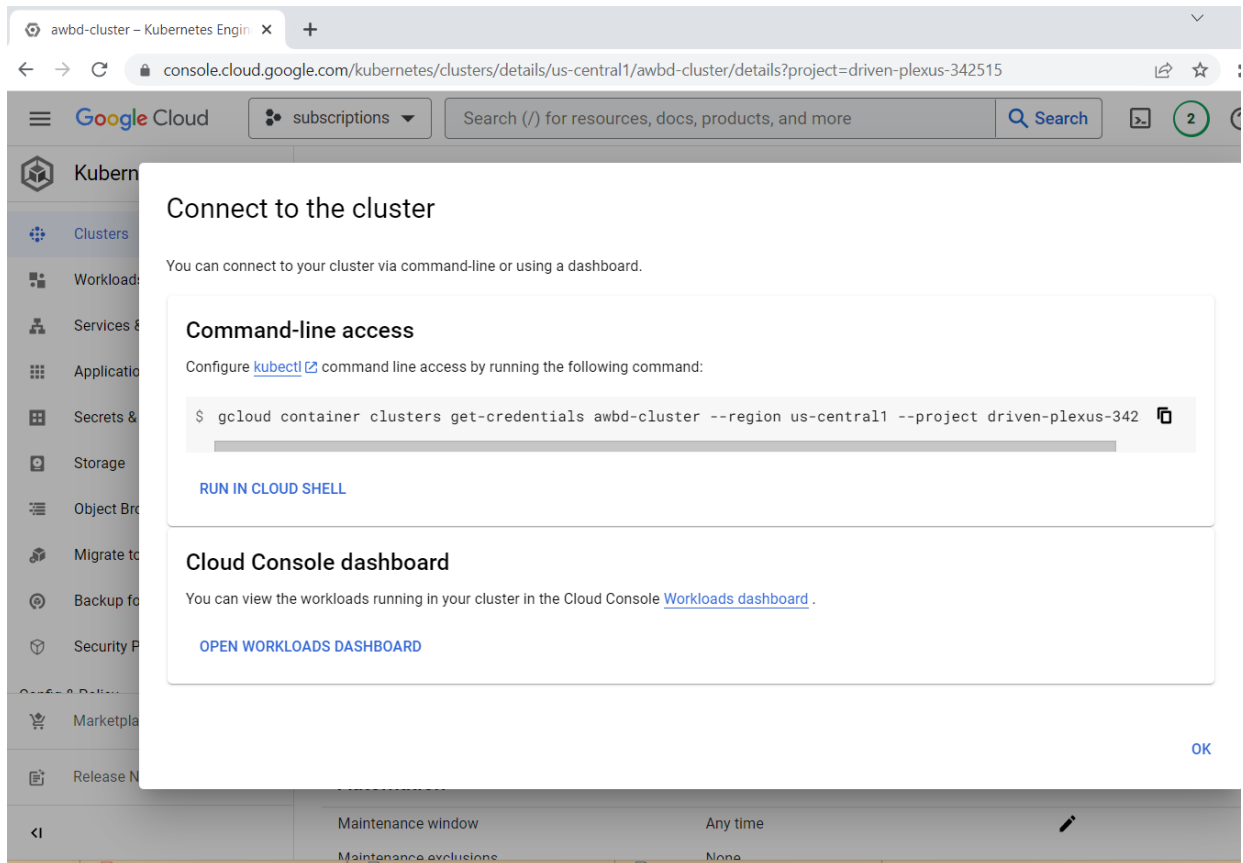 awbd-cluster – Kubernetes Engin
console.cloud.google.com/kubernetes/clusters/details/us-central1/awbd-cluster/details?project=driven-plexus-342515
Google Cloud subscriptions Search (/) for resources, docs, products, and more Search 2
Kubern
Connect to the cluster
Clusters
You can connect to your cluster via command-line or using a dashboard.
Workloads
Services &
Command-line access
Configure kubectl command line access by running the following command:
Applicatio
$ gcloud container clusters get-credentials awbd-cluster --region us-central1 --project driven-plexus-342
Secrets &
Storage
RUN IN CLOUD SHELL
Object Bro
Migrate to
Cloud Console dashboard
You can view the workloads running in your cluster in the Cloud Console Workloads dashboard .
Backup fo
Security P
OPEN WORKLOADS DASHBOARD
Config & Policy
Marketpla
OK
Release N
Automation
Maintenance window Any time
Maintenance exclusions None